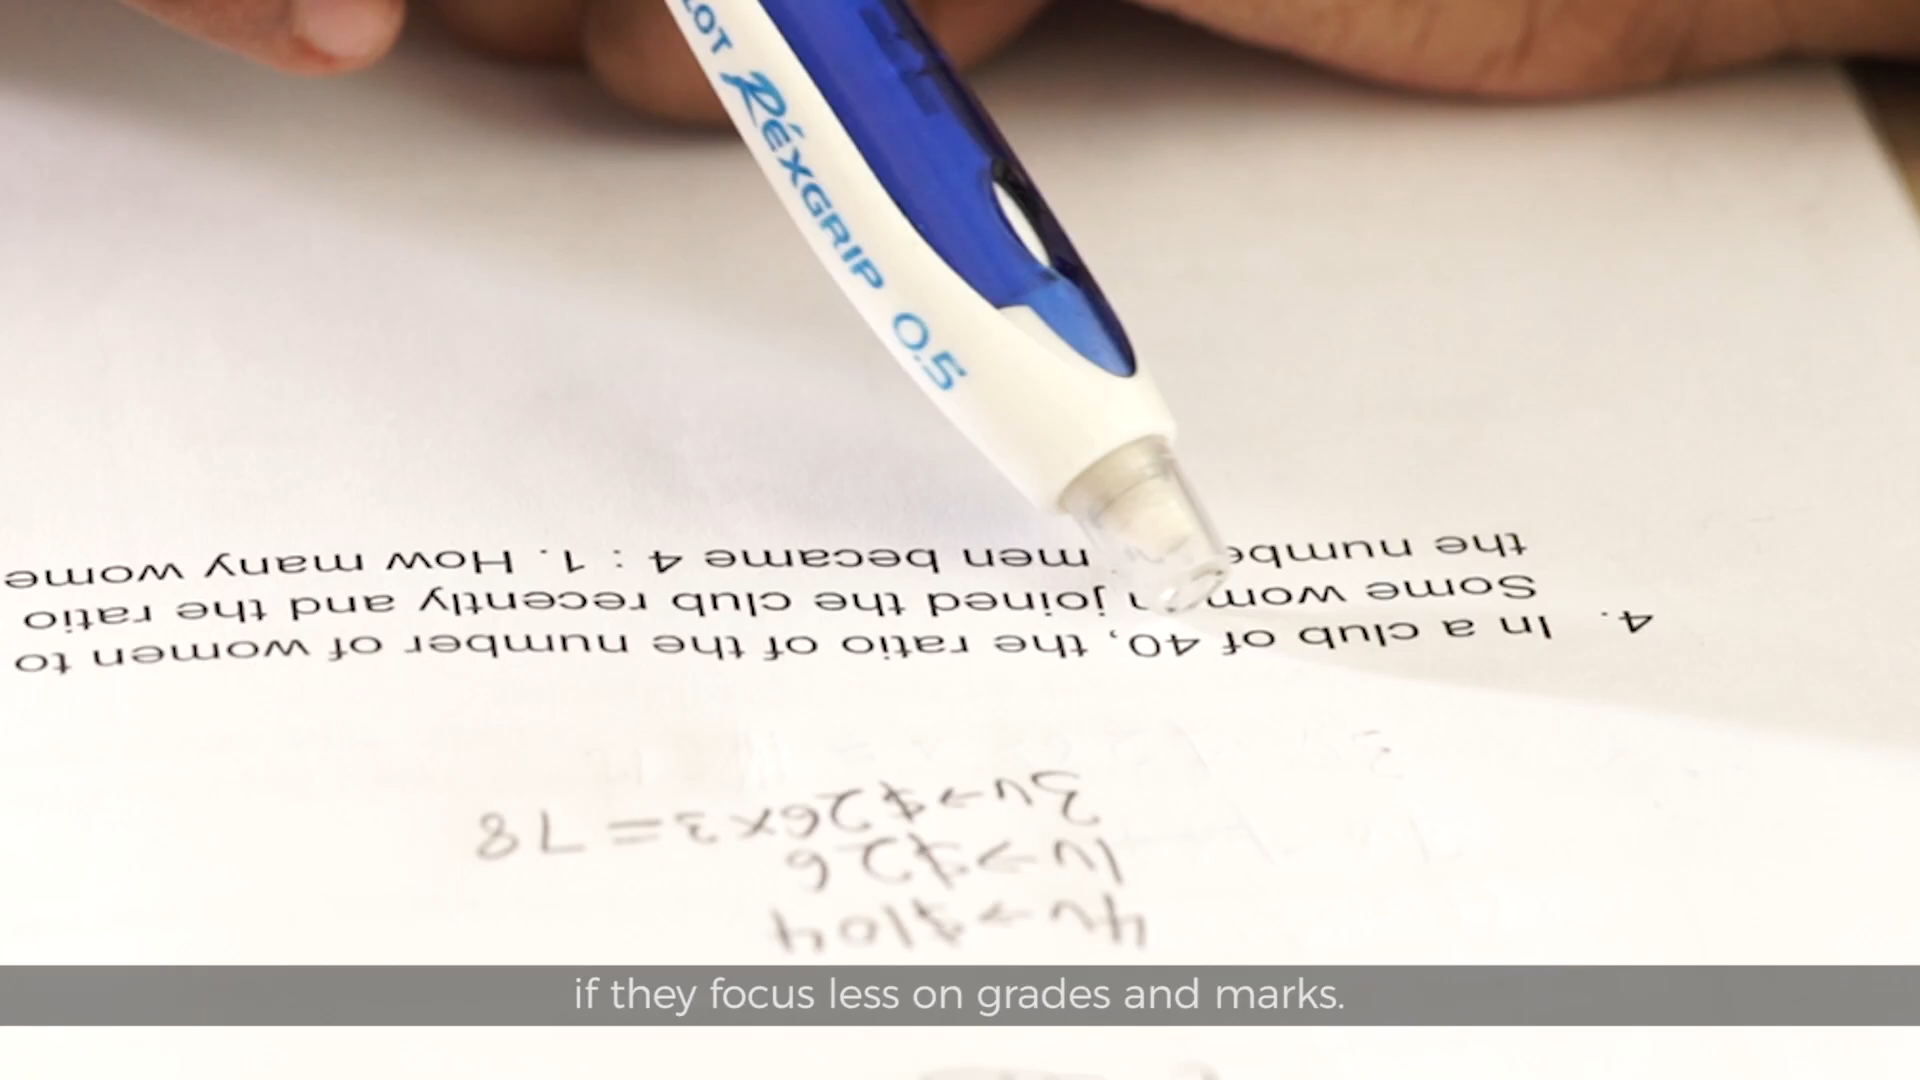 LOT RéXGRIP 0.5
4u→$104
1u→$26
3u→$26x3=78
4. In a club of 40, the ratio of the number of women to
Some women joined the club recently and the ratio
the numbe men became 4 : 1. How many wome
if they focus less on grades and marks.